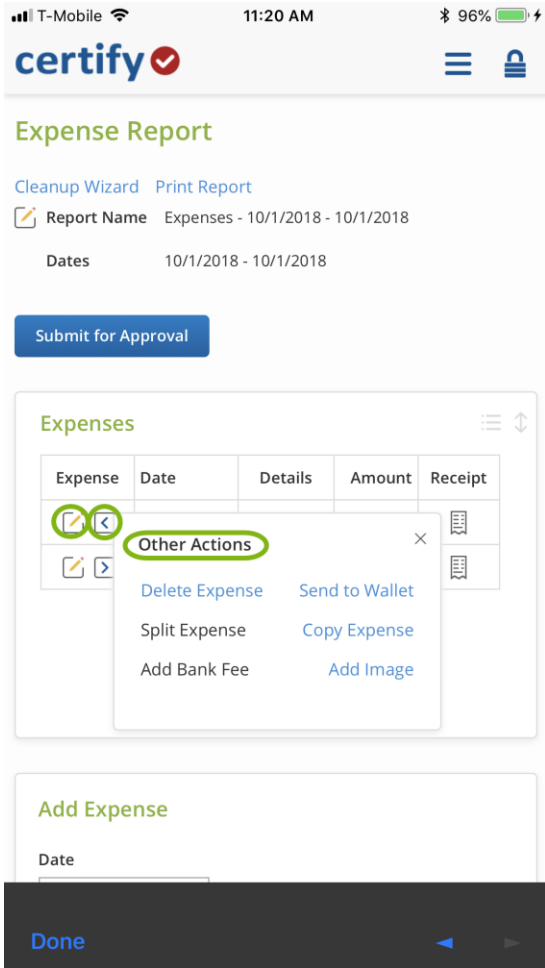 T-Mobile 11:20 AM 96%
certify
Expense Report
Cleanup Wizard Print Report
Report Name Expenses - 10/1/2018 - 10/1/2018
Dates 10/1/2018 - 10/1/2018
Submit for Approval
Expenses
Expense Date Details Amount Receipt
Other Actions
Delete Expense Send to Wallet
Split Expense Copy Expense
Add Bank Fee Add Image
Add Expense
Date
Done